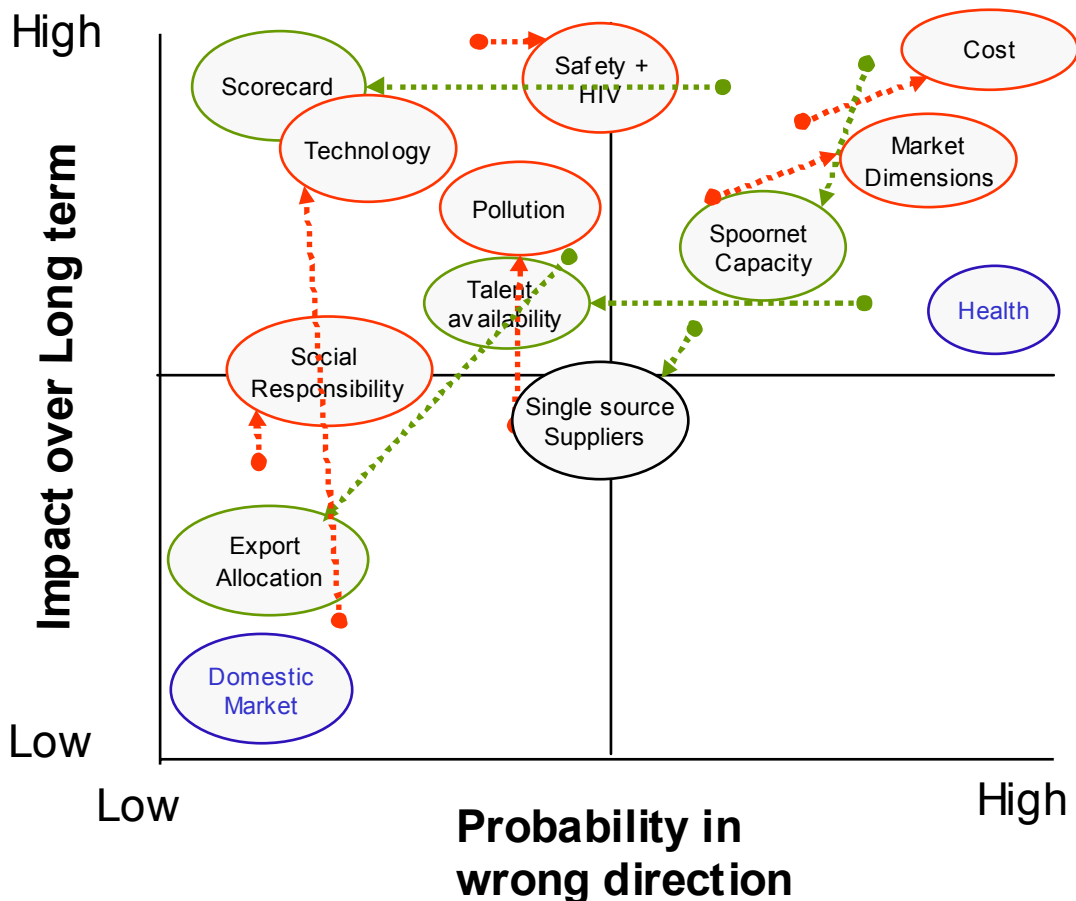 High
Impact over Long term
Low
Scorecard
Safety +
HIV
Cost
Technology
Market
Dimensions
Pollution
Spoornet
Capacity
Talent
availability
Health
Social
Responsibility
Single source
Suppliers
Export
Allocation
Domestic
Market
Low
High
Probability in
wrong direction